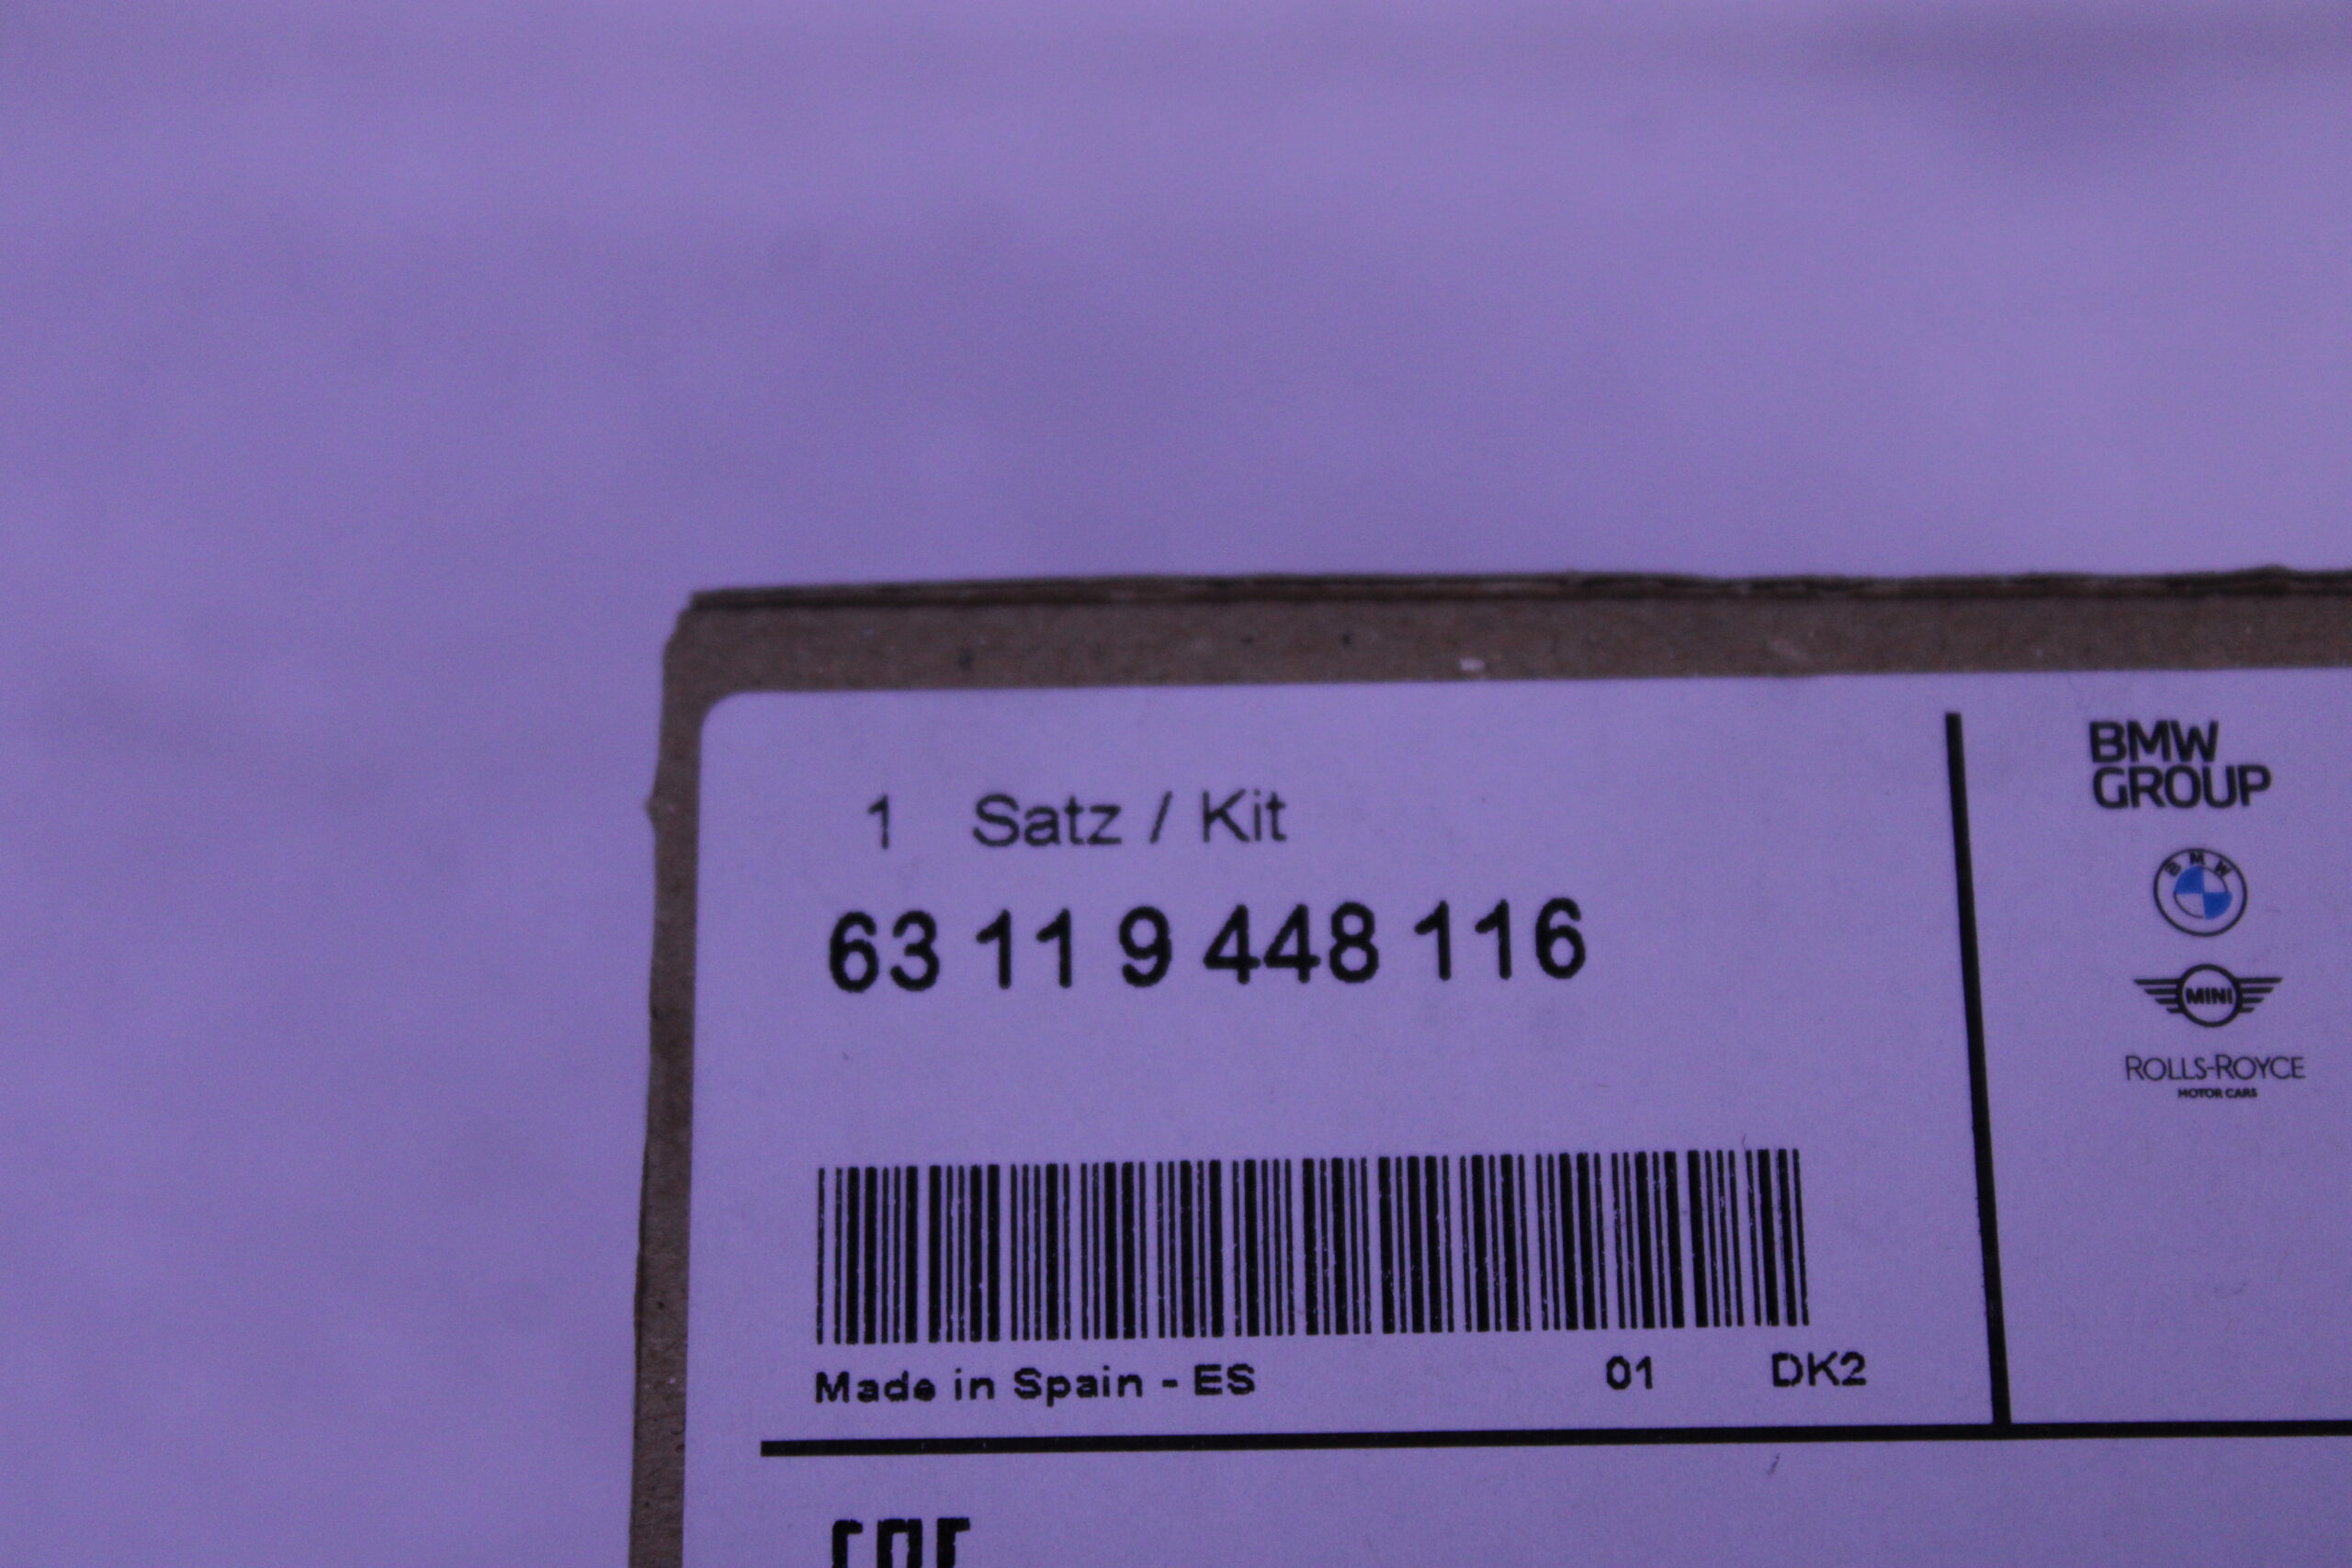 1 Satz / Kit
63 11 9 448 116
Made in Spain - ES 01 DK2
BMW
GROUP
BMW
MINI
ROLLS-ROYCE
MOTOR CARS